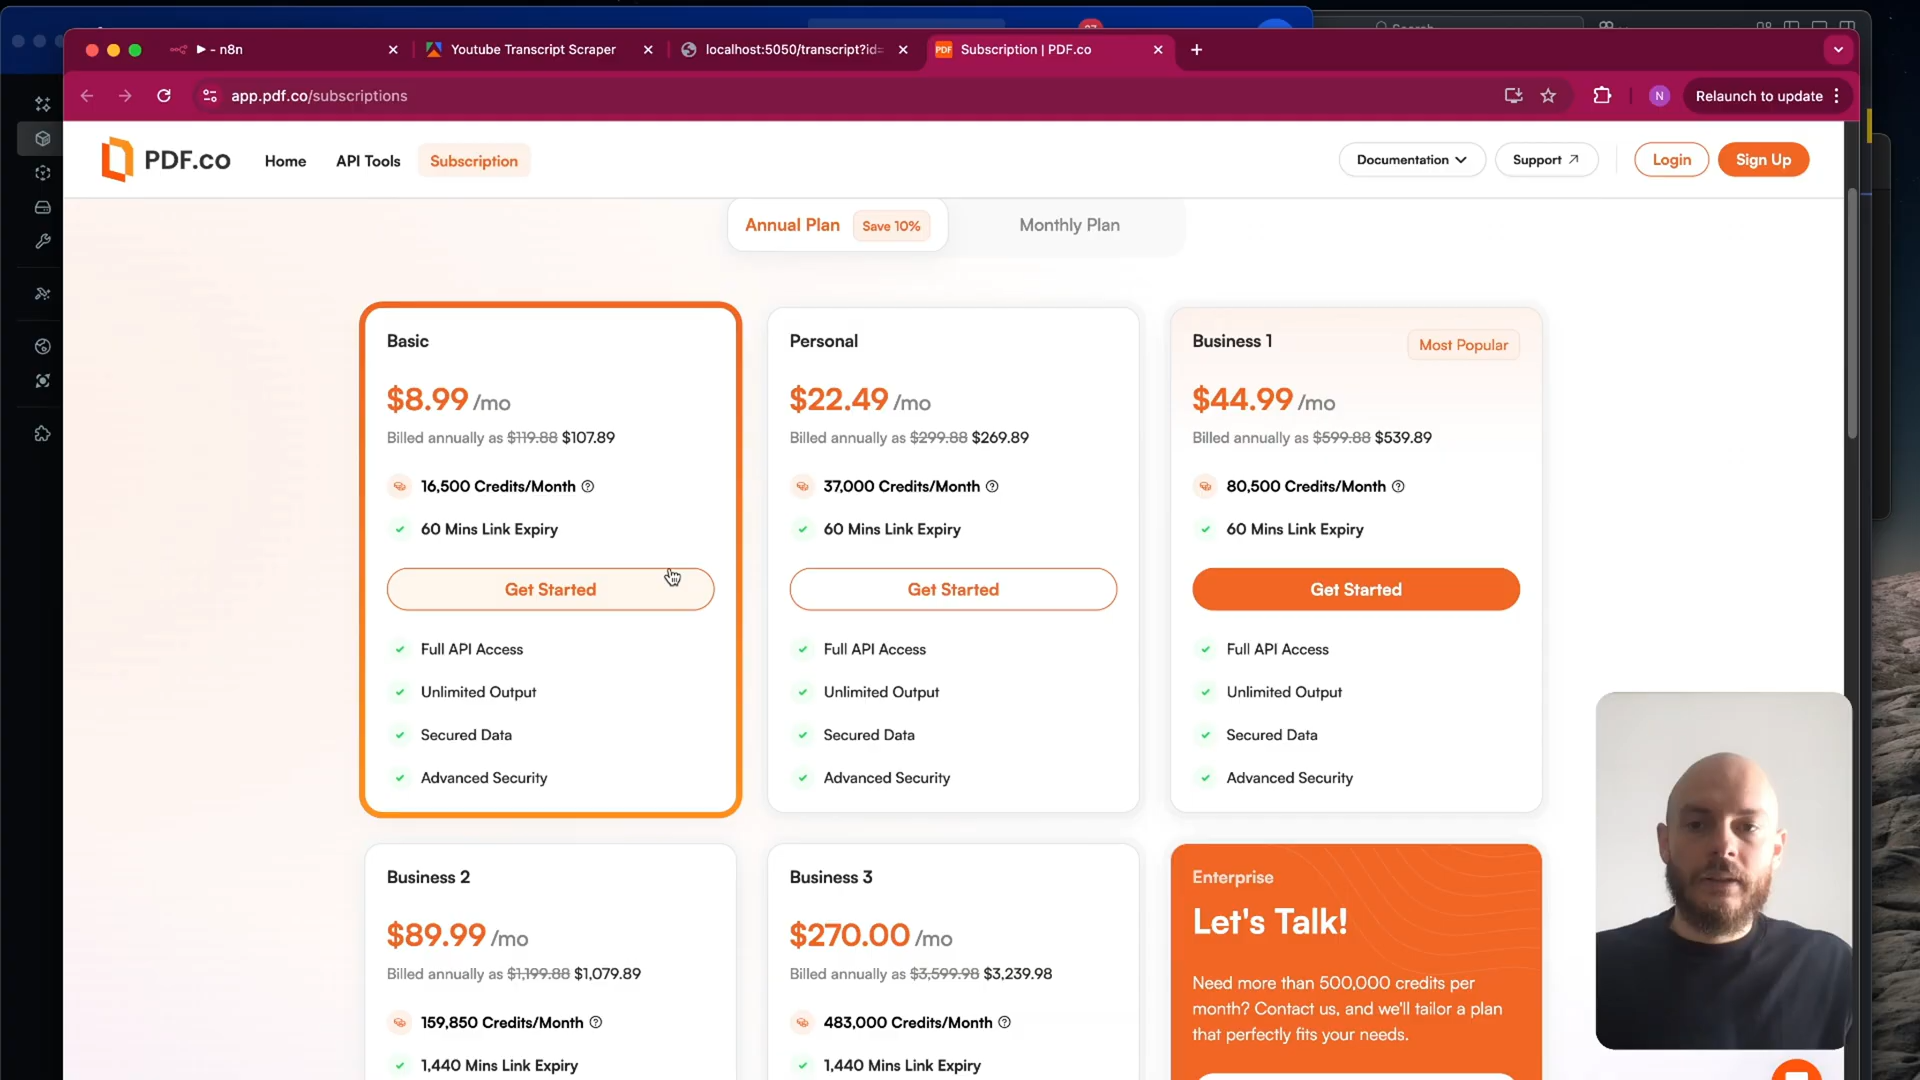 ▶ - n8n
Youtube Transcript Scraper
localhost:5050/transcript?id=
PDF
Subscription | PDF.co
app.pdf.co/subscriptions
N
Relaunch to update
PDF.co
Home
API Tools
Subscription
Documentation
Support
Login
Sign Up
Annual Plan
Save 10%
Monthly Plan
Basic
$8.99 /mo
Billed annually as $119.88 $107.89
16,500 Credits/Month
60 Mins Link Expiry
Get Started
Full API Access
Unlimited Output
Secured Data
Advanced Security
Personal
$22.49 /mo
Billed annually as $299.88 $269.89
37,000 Credits/Month
60 Mins Link Expiry
Get Started
Full API Access
Unlimited Output
Secured Data
Advanced Security
Business 1
Most Popular
$44.99 /mo
Billed annually as $599.88 $539.89
80,500 Credits/Month
60 Mins Link Expiry
Get Started
Full API Access
Unlimited Output
Secured Data
Advanced Security
Business 2
$89.99 /mo
Billed annually as $1,199.88 $1,079.89
159,850 Credits/Month
1,440 Mins Link Expiry
Business 3
$270.00 /mo
Billed annually as $3,599.98 $3,239.98
483,000 Credits/Month
1,440 Mins Link Expiry
Enterprise
Let's Talk!
Need more than 500,000 credits per
month? Contact us, and we'll tailor a plan
that perfectly fits your needs.